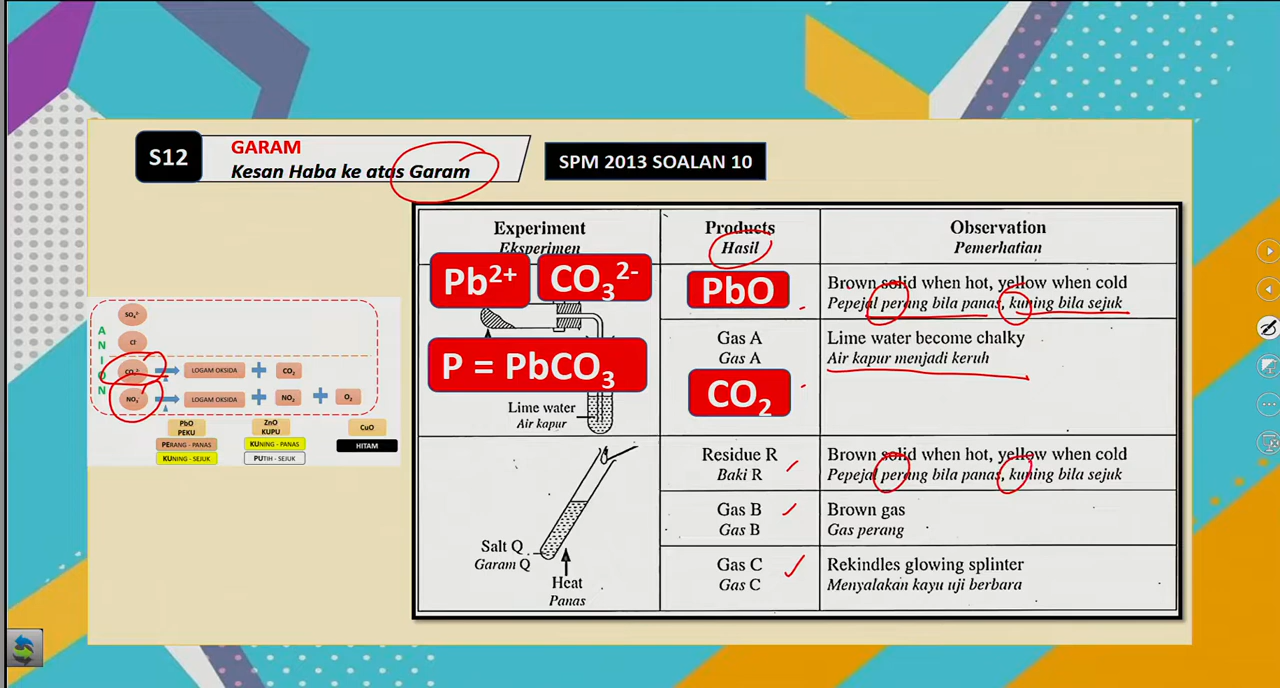 S12
GARAM
Kesan Haba ke atas Garam
SPM 2013 SOALAN 10
Experiment
Eksperimen
Products
Hasil
Observation
Pemerhatian
Pb²⁺
CO₃²⁻
P = PbCO₃
Lime water
Air kapur
PbO
Brown solid when hot, yellow when cold
Pepejal perang bila panas, kuning bila sejuk
Gas A
Gas A
CO₂
Lime water become chalky
Air kapur menjadi keruh
Salt Q
Garam Q
Heat
Panas
Residue R
Baki R
Brown solid when hot, yellow when cold
Pepejal perang bila panas, kuning bila sejuk
Gas B
Gas B
Brown gas
Gas perang
Gas C
Gas C
Rekindles glowing splinter
Menyalakan kayu uji berbara
ANION
Cl⁻
LOGAM OKSIDA + CO₂
LOGAM OKSIDA + NO₂ + O₂
PbO
PEKU
PERANG - PANAS
KUNING - SEJUK
ZnO
KUPU
KUNING - PANAS
PUTIH - SEJUK
CuO
HITAM